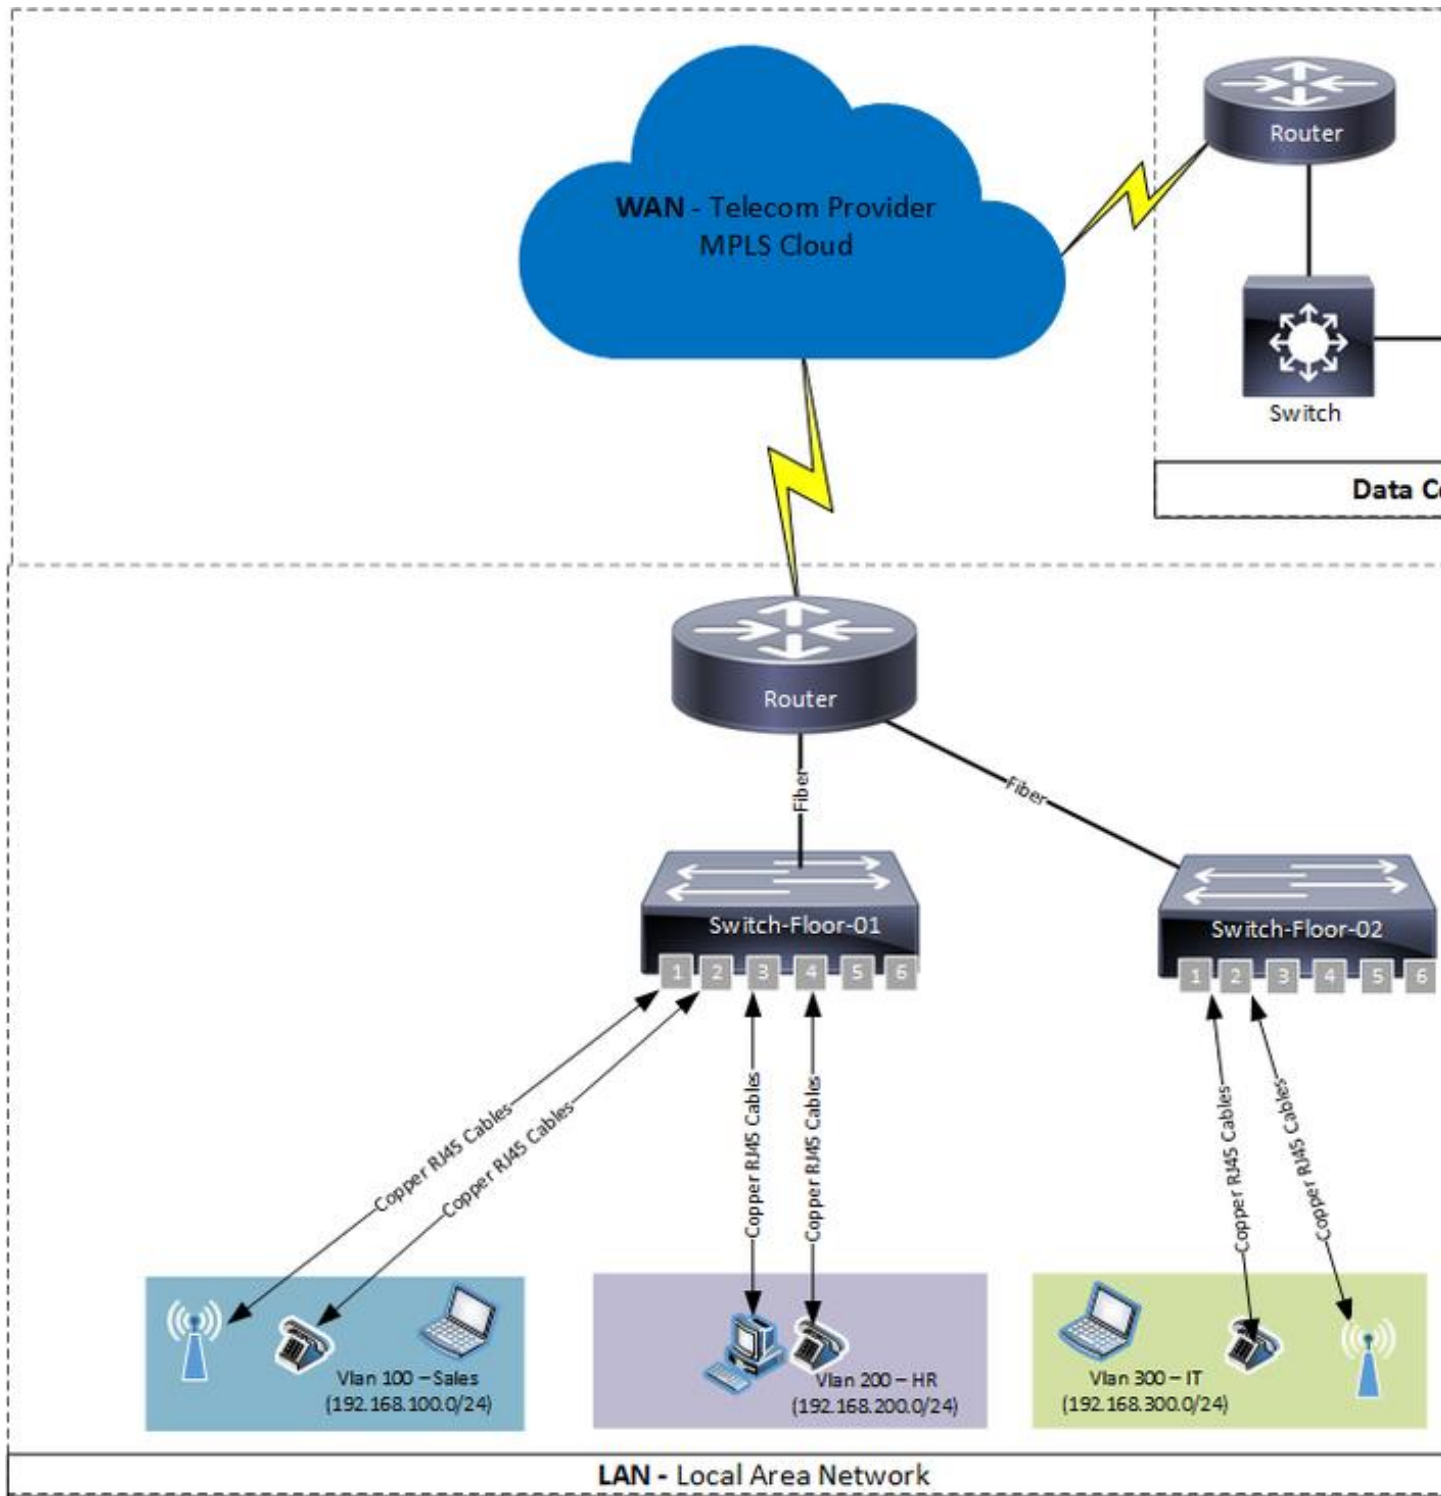 WAN - Telecom Provider
MPLS Cloud
Router
Switch
Data
Router
Fiber
Fiber
Switch-Floor-01
1 2 3 4 5 6
Switch-Floor-02
1 2 3 4 5 6
Copper RJ45 Cables
Copper RJ45 Cables
Copper RJ45 Cables
Copper RJ45 Cables
Copper RJ45 Cables
Copper RJ45 Cables
Vlan 100 – Sales
(192.168.100.0/24)
Vlan 200 – HR
(192.168.200.0/24)
Vlan 300 – IT
(192.168.300.0/24)
LAN - Local Area Network